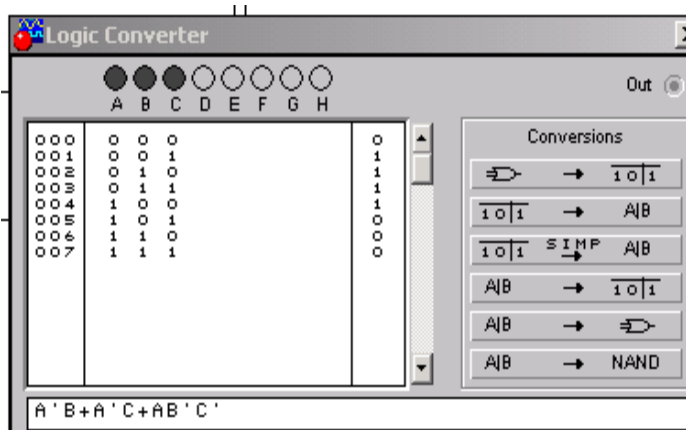 Logic Converter
Out
A B C D E F G H
000 0 0 0 0
001 0 0 1 1
002 0 1 0 1
003 0 1 1 1
004 1 0 0 1
005 1 0 1 0
006 1 1 0 0
007 1 1 1 0
Conversions
→ 1 0 1
1 0 1 → A|B
1 0 1 SIMP → A|B
A|B → 1 0 1
A|B →
A|B → NAND
A'B+A'C+AB'C'